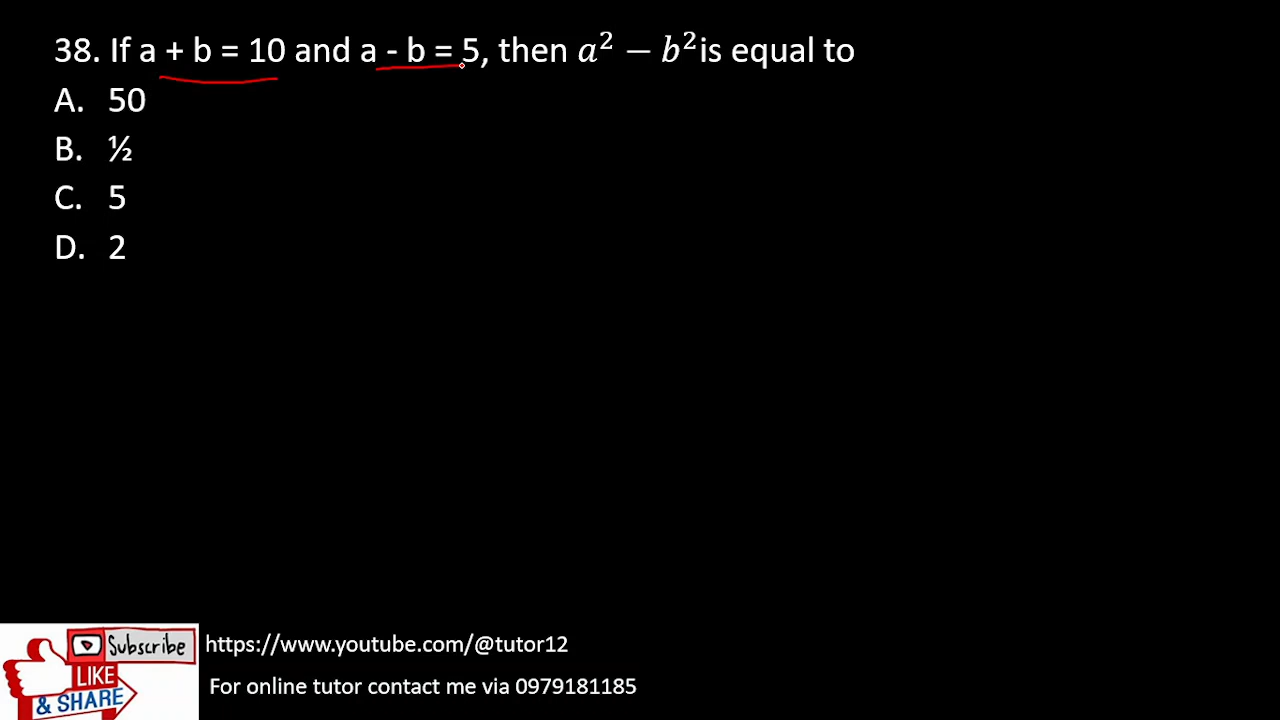 38. If a + b = 10 and a - b = 5, then 𝑎² − 𝑏² is equal to
A. 50
B. ½
C. 5
D. 2
Subscribe
https://www.youtube.com/@tutor12
LIKE
& SHARE
For online tutor contact me via 0979181185